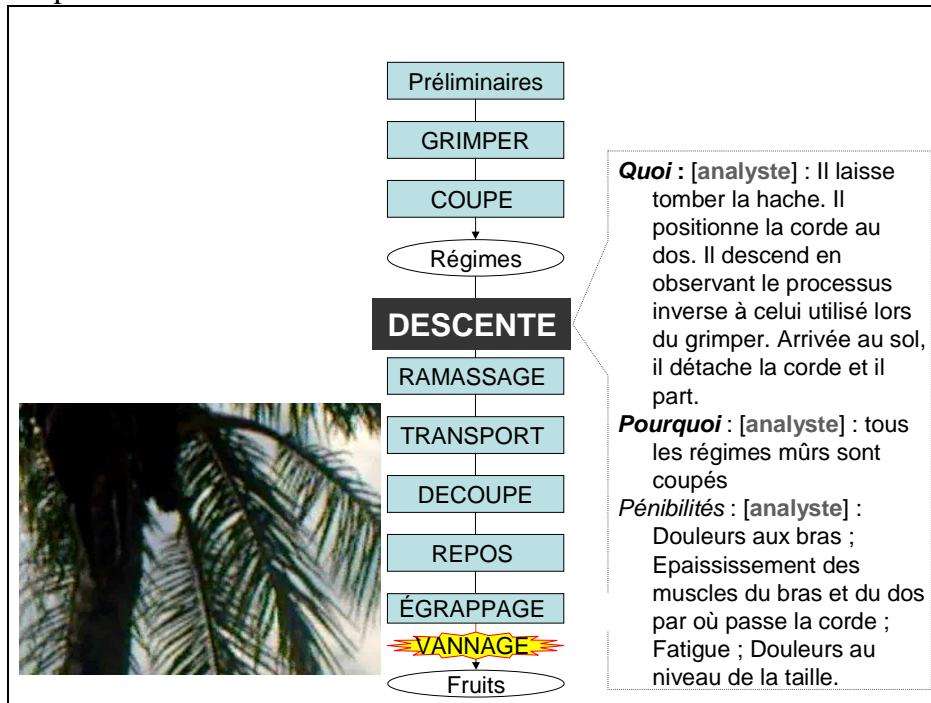 Préliminaires
GRIMPER
COUPE
Régimes
DESCENTE
RAMASSAGE
TRANSPORT
DECOUPE
REPOS
ÉGRAPPAGE
VANNAGE
Fruits
Quoi : [analyste] : Il laisse
tomber la hache. Il
positionne la corde au
dos. Il descend en
observant le processus
inverse à celui utilisé lors
du grimper. Arrivée au sol,
il détache la corde et il
part.
Pourquoi : [analyste] : tous
les régimes mûrs sont
coupés
Pénibilités : [analyste] :
Douleurs aux bras ;
Epaississement des
muscles du bras et du dos
par où passe la corde ;
Fatigue ; Douleurs au
niveau de la taille.